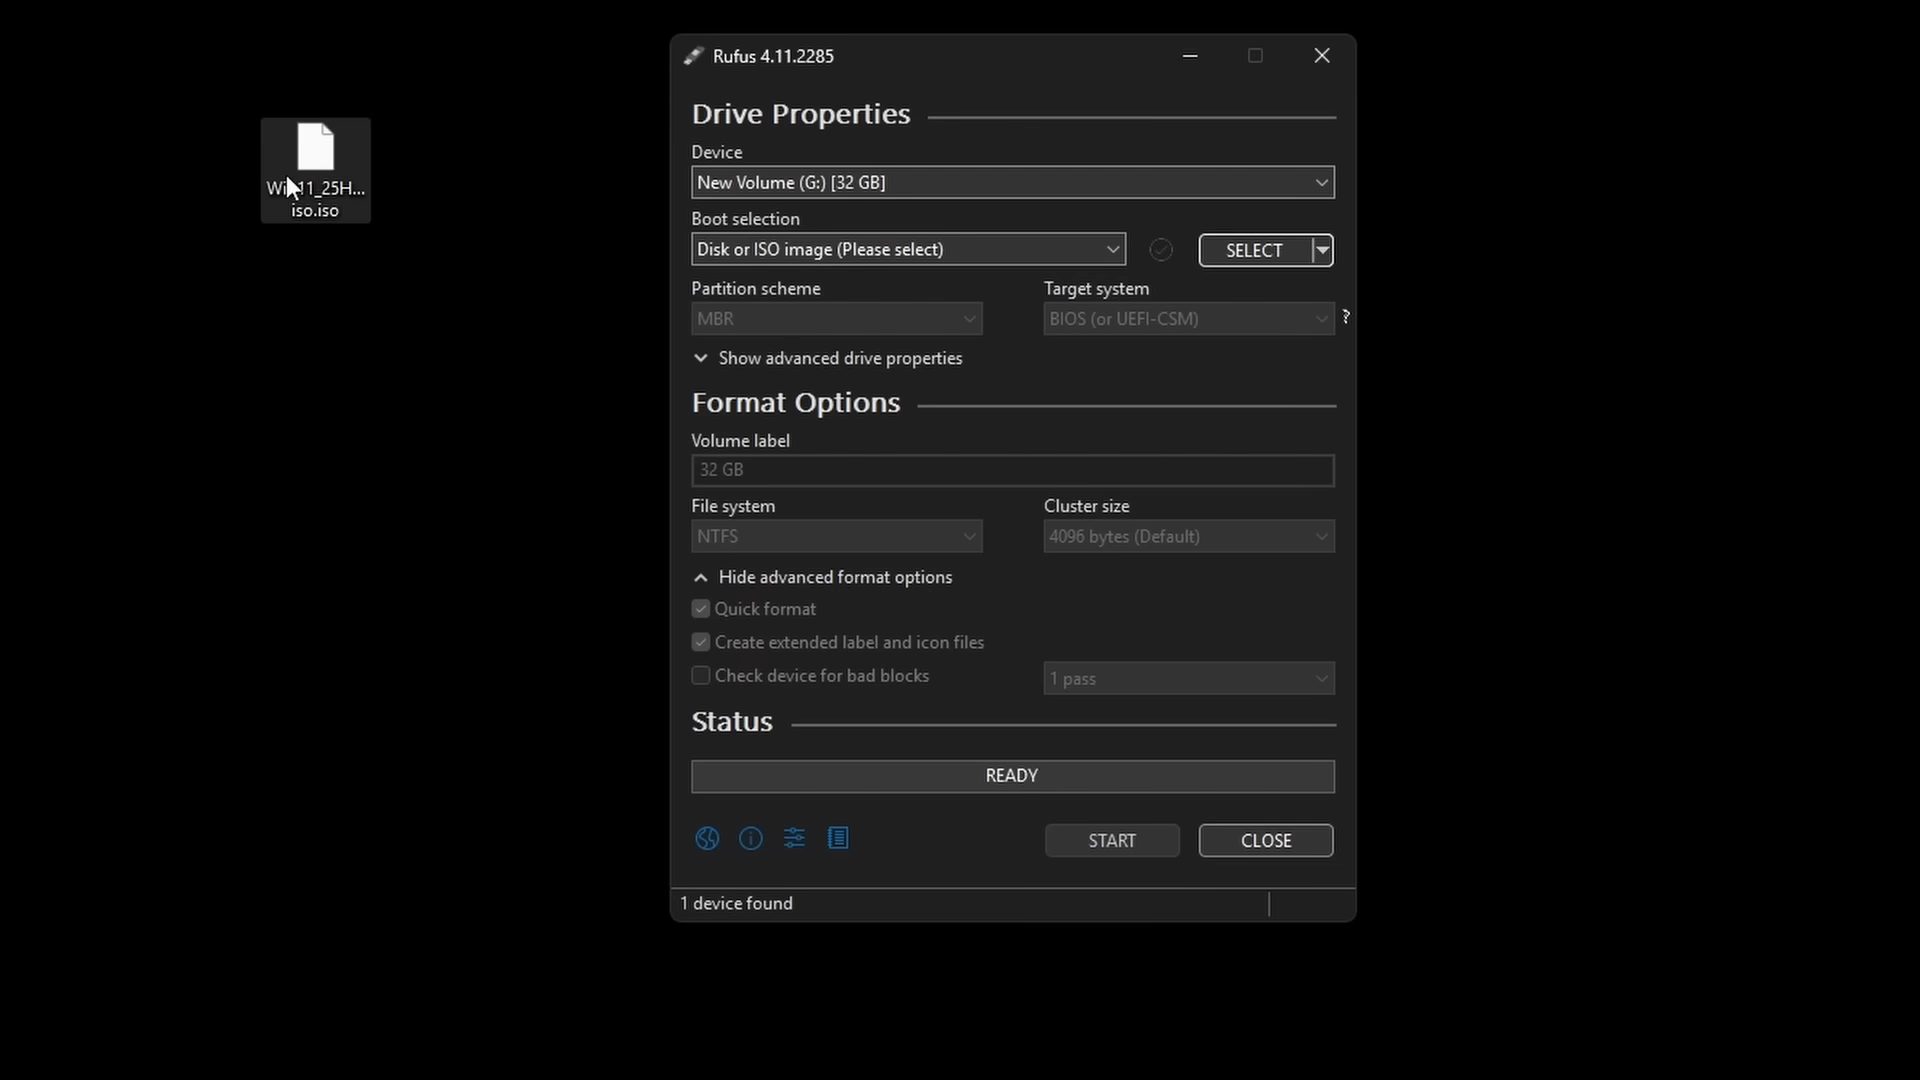 Rufus 4.11.2285
Drive Properties
Device
New Volume (G:) [32 GB]
Boot selection
Disk or ISO image (Please select)
SELECT
Partition scheme
Target system
MBR
BIOS (or UEFI-CSM)
?
Show advanced drive properties
Format Options
Volume label
32 GB
File system
Cluster size
NTFS
4096 bytes (Default)
Hide advanced format options
Quick format
Create extended label and icon files
Check device for bad blocks
1 pass
Status
READY
START
CLOSE
1 device found
iso.iso